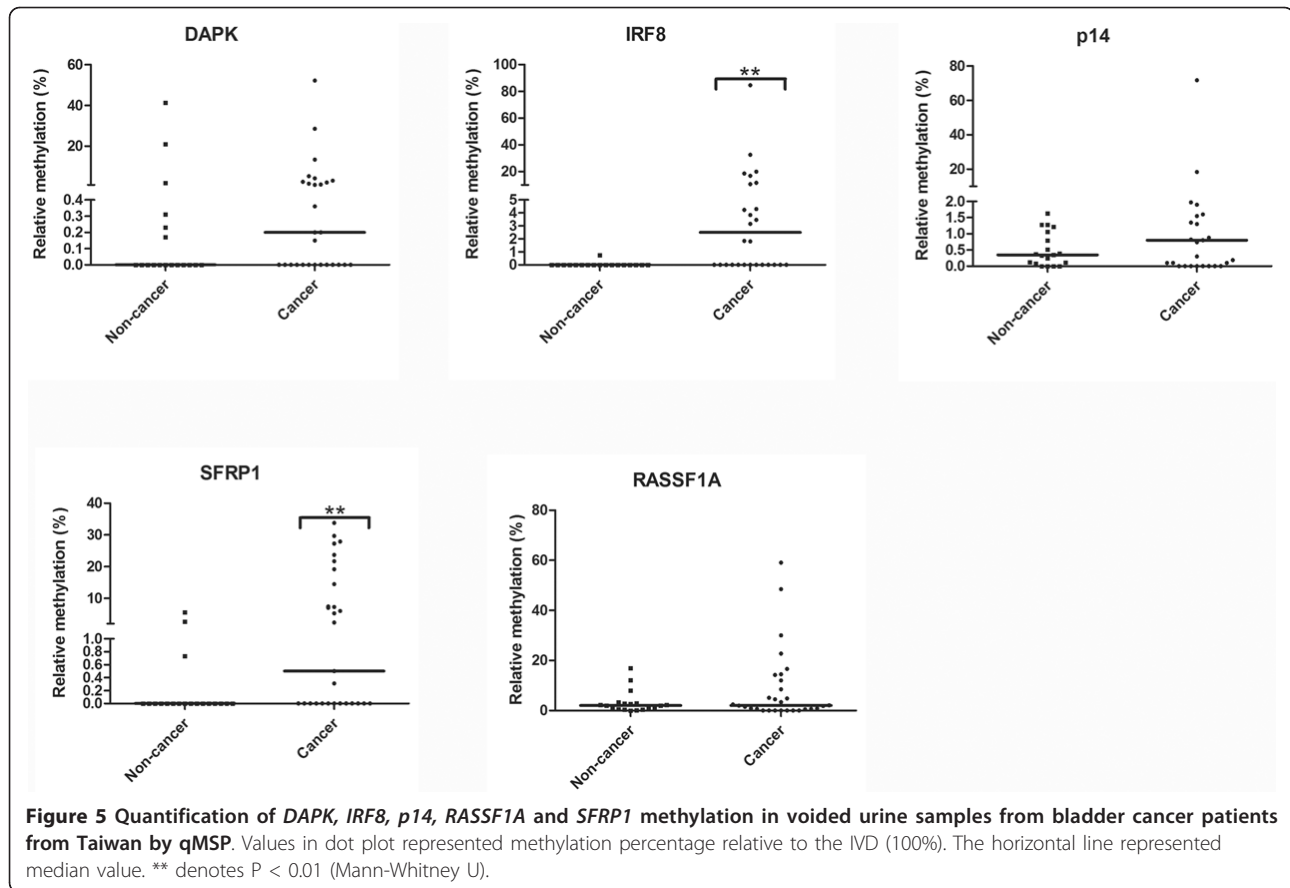 DAPK
Relative methylation (%)
60
40
20
0.4
0.3
0.2
0.1
0.0
Non-cancer
Cancer
IRF8
Relative methylation (%)
100
80
60
40
20
5
4
3
2
1
0
**
Non-cancer
Cancer
p14
Relative methylation (%)
80
60
40
20
2.0
1.5
1.0
0.5
0.0
Non-cancer
Cancer
SFRP1
Relative methylation (%)
40
30
20
10
1.0
0.8
0.6
0.4
0.2
0.0
**
Non-cancer
Cancer
RASSF1A
Relative methylation (%)
80
60
40
20
0
Non-cancer
Cancer
Figure 5 Quantification of DAPK, IRF8, p14, RASSF1A and SFRP1 methylation in voided urine samples from bladder cancer patients
from Taiwan by qMSP. Values in dot plot represented methylation percentage relative to the IVD (100%). The horizontal line represented
median value. ** denotes P < 0.01 (Mann-Whitney U).